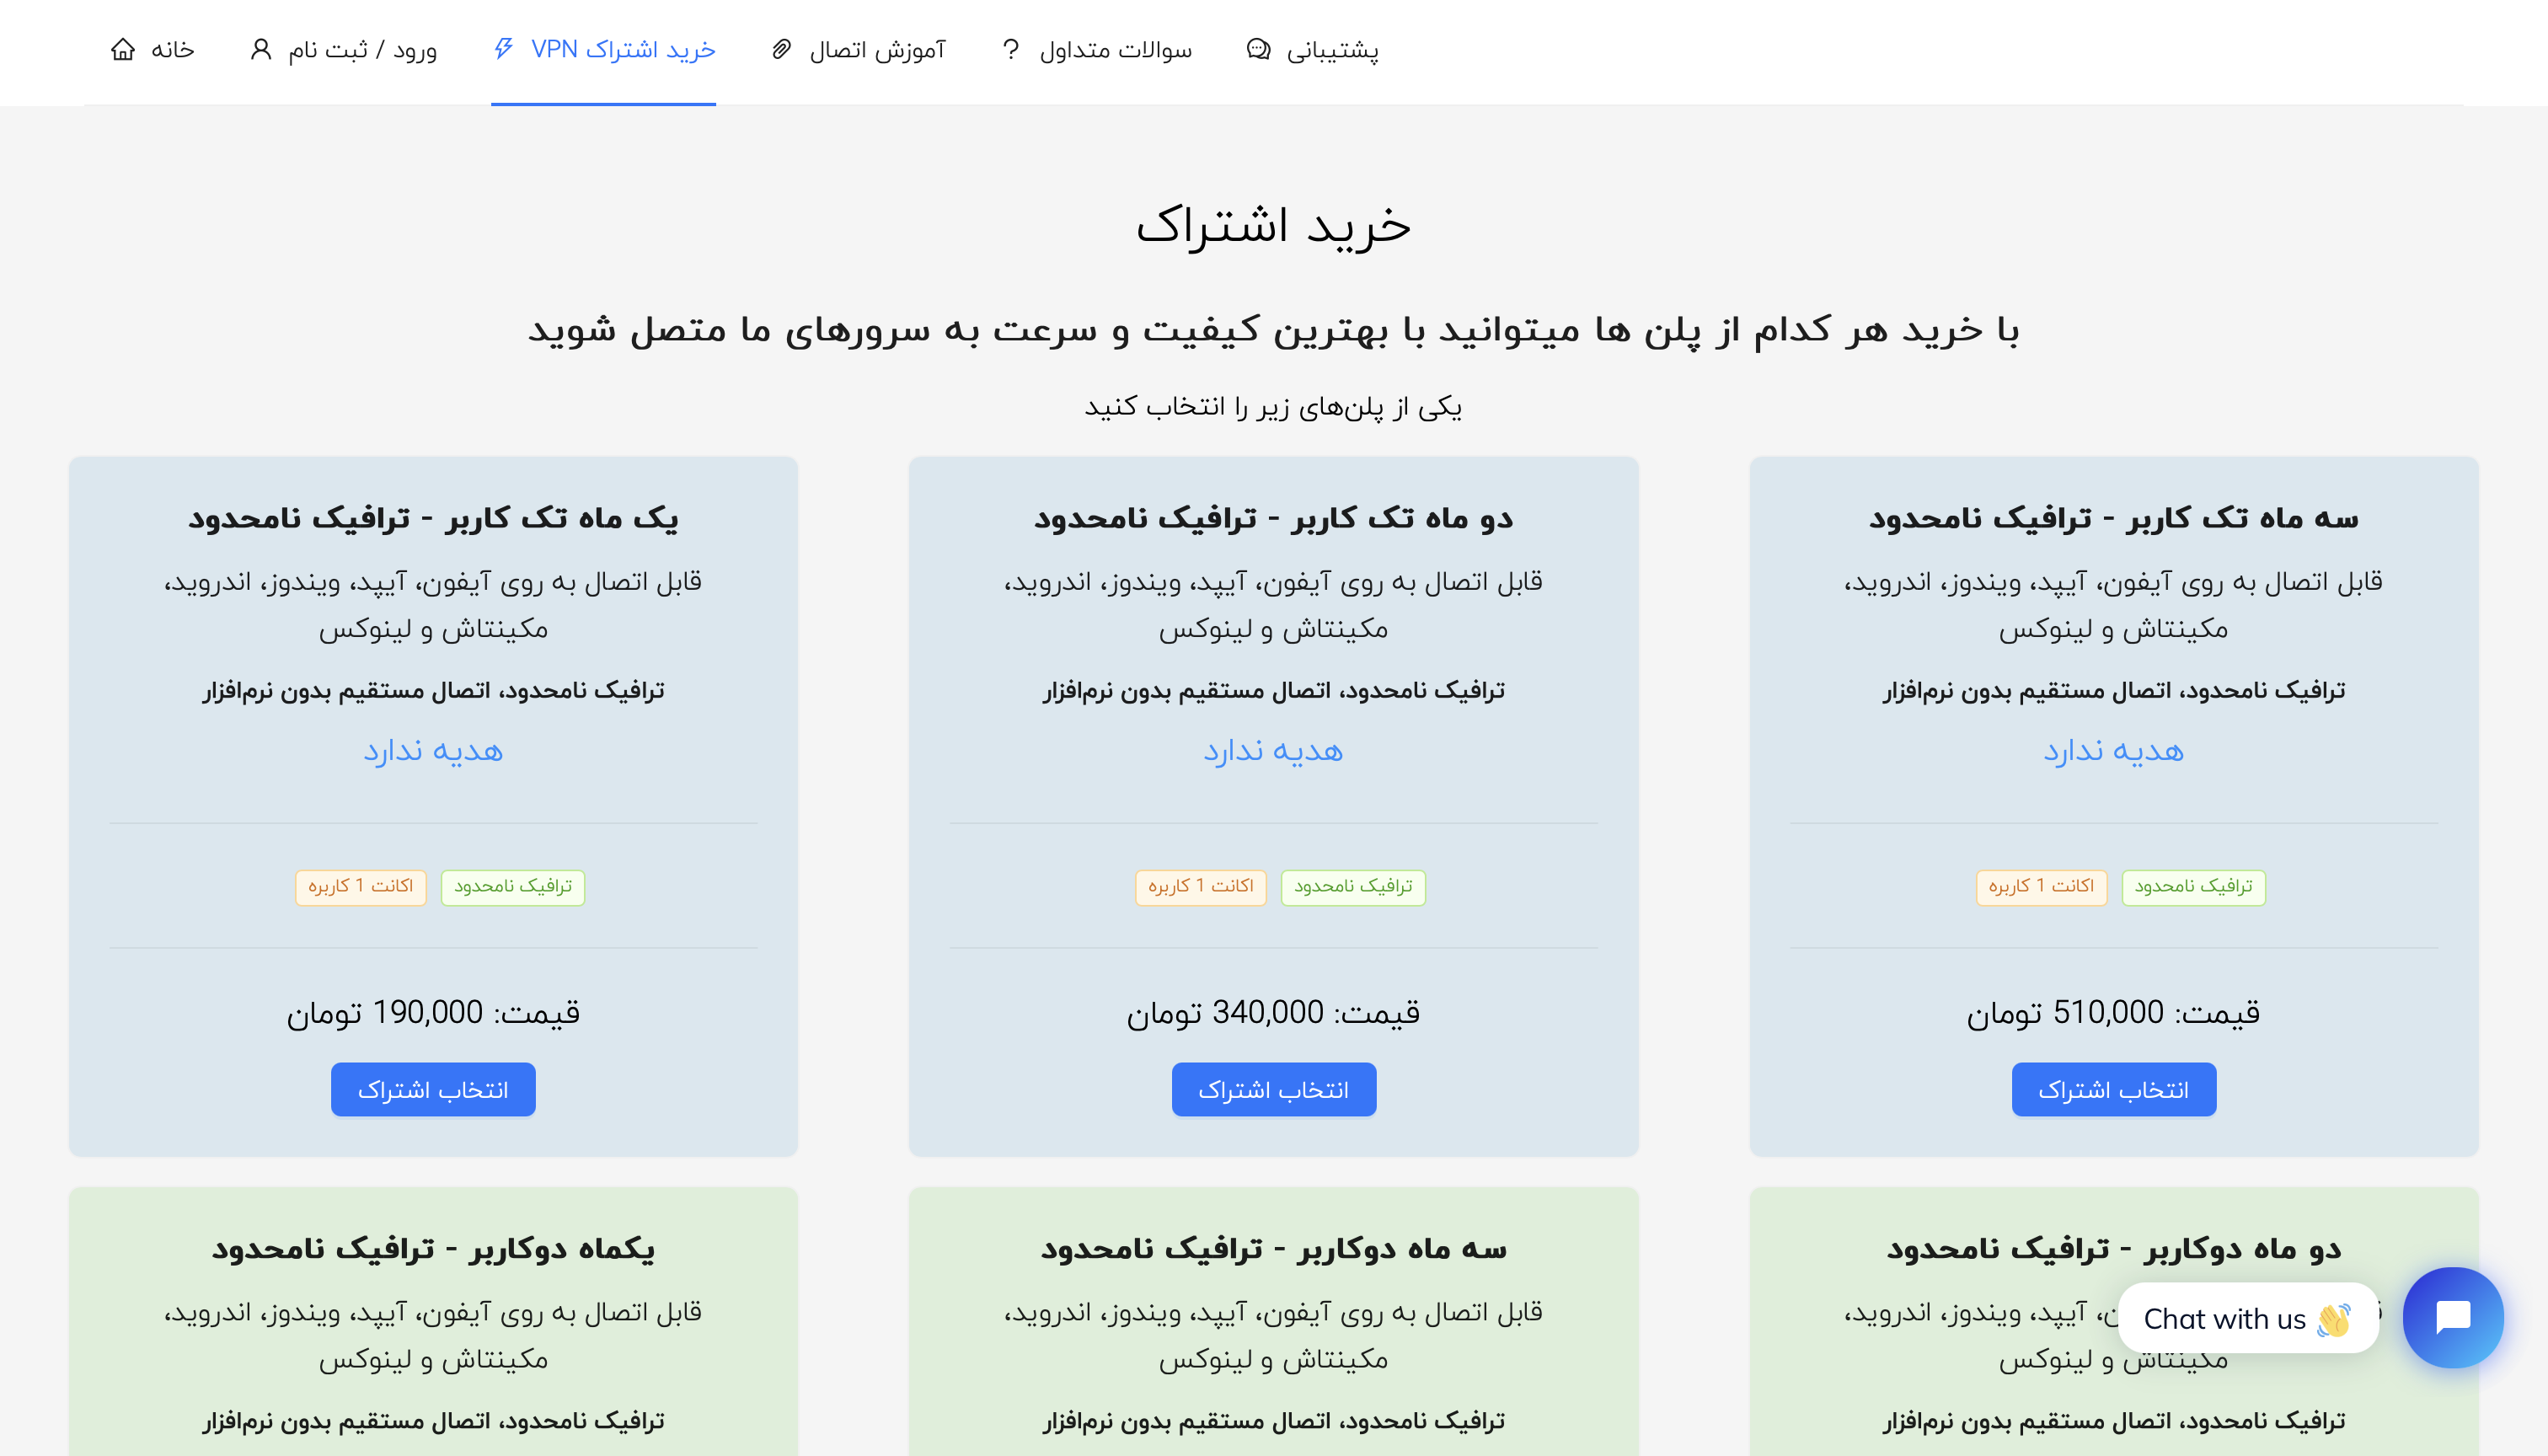 خانه
ورود / ثبت نام
خرید اشتراک VPN
آموزش اتصال
سوالات متداول
پشتیبانی
خرید اشتراک
با خرید هر کدام از پلن ها میتوانید با بهترین کیفیت و سرعت به سرورهای ما متصل شوید
یکی از پلن‌های زیر را انتخاب کنید
یک ماه تک کاربر - ترافیک نامحدود
قابل اتصال به روی آیفون، آیپد، ویندوز، اندروید،
مکینتاش و لینوکس
ترافیک نامحدود، اتصال مستقیم بدون نرم‌افزار
هدیه ندارد
ترافیک نامحدود
اکانت 1 کاربره
قیمت: 190,000 تومان
انتخاب اشتراک
دو ماه تک کاربر - ترافیک نامحدود
قابل اتصال به روی آیفون، آیپد، ویندوز، اندروید،
مکینتاش و لینوکس
ترافیک نامحدود، اتصال مستقیم بدون نرم‌افزار
هدیه ندارد
ترافیک نامحدود
اکانت 1 کاربره
قیمت: 340,000 تومان
انتخاب اشتراک
سه ماه تک کاربر - ترافیک نامحدود
قابل اتصال به روی آیفون، آیپد، ویندوز، اندروید،
مکینتاش و لینوکس
ترافیک نامحدود، اتصال مستقیم بدون نرم‌افزار
هدیه ندارد
ترافیک نامحدود
اکانت 1 کاربره
قیمت: 510,000 تومان
انتخاب اشتراک
یکماه دوکاربر - ترافیک نامحدود
قابل اتصال به روی آیفون، آیپد، ویندوز، اندروید،
مکینتاش و لینوکس
ترافیک نامحدود، اتصال مستقیم بدون نرم‌افزار
سه ماه دوکاربر - ترافیک نامحدود
قابل اتصال به روی آیفون، آیپد، ویندوز، اندروید،
مکینتاش و لینوکس
ترافیک نامحدود، اتصال مستقیم بدون نرم‌افزار
دو ماه دوکاربر - ترافیک نامحدود
آیپد، ویندوز، اندروید،
مکینتاش و لینوکس
ترافیک نامحدود، اتصال مستقیم بدون نرم‌افزار
Chat with us 👋